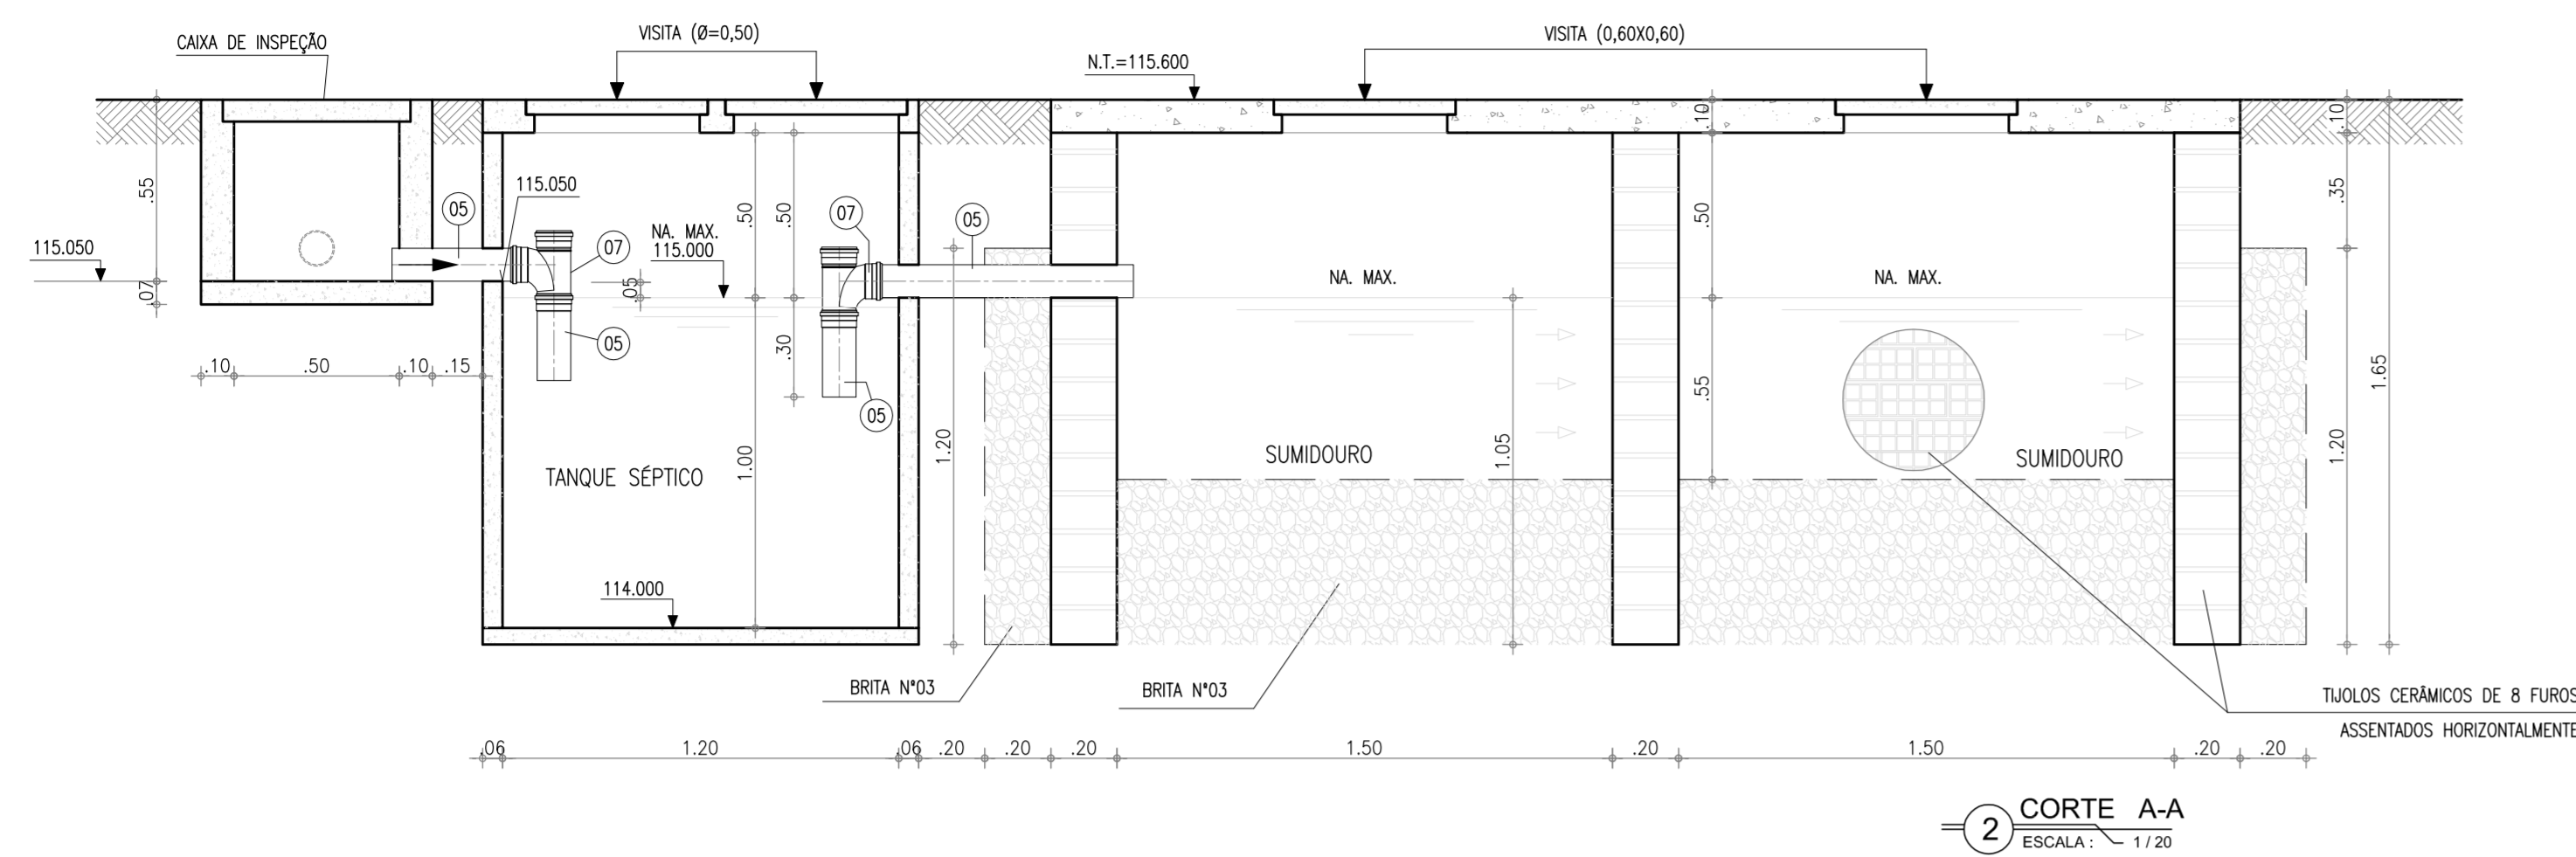 CAIXA DE INSPEÇÃO
VISITA (Ø=0,50)
VISITA (0,60X0,60)
N.T.=115.600
.55
.07
115.050
05
115.050
07
05
NA. MAX.
115.000
.05
.50
.50
.30
1.00
07
05
05
1.20
.10
.50
.10
.15
TANQUE SÉPTICO
114.000
NA. MAX.
NA. MAX.
.10
.50
.55
1.05
SUMIDOURO
SUMIDOURO
.10
.35
1.20
1.65
BRITA Nº03
BRITA Nº03
TIJOLOS CERÂMICOS DE 8 FUROS
ASSENTADOS HORIZONTALMENTE
.06
1.20
.06
.20
.20
.20
1.50
.20
1.50
.20
.20
2
CORTE A-A
ESCALA : 1 / 20